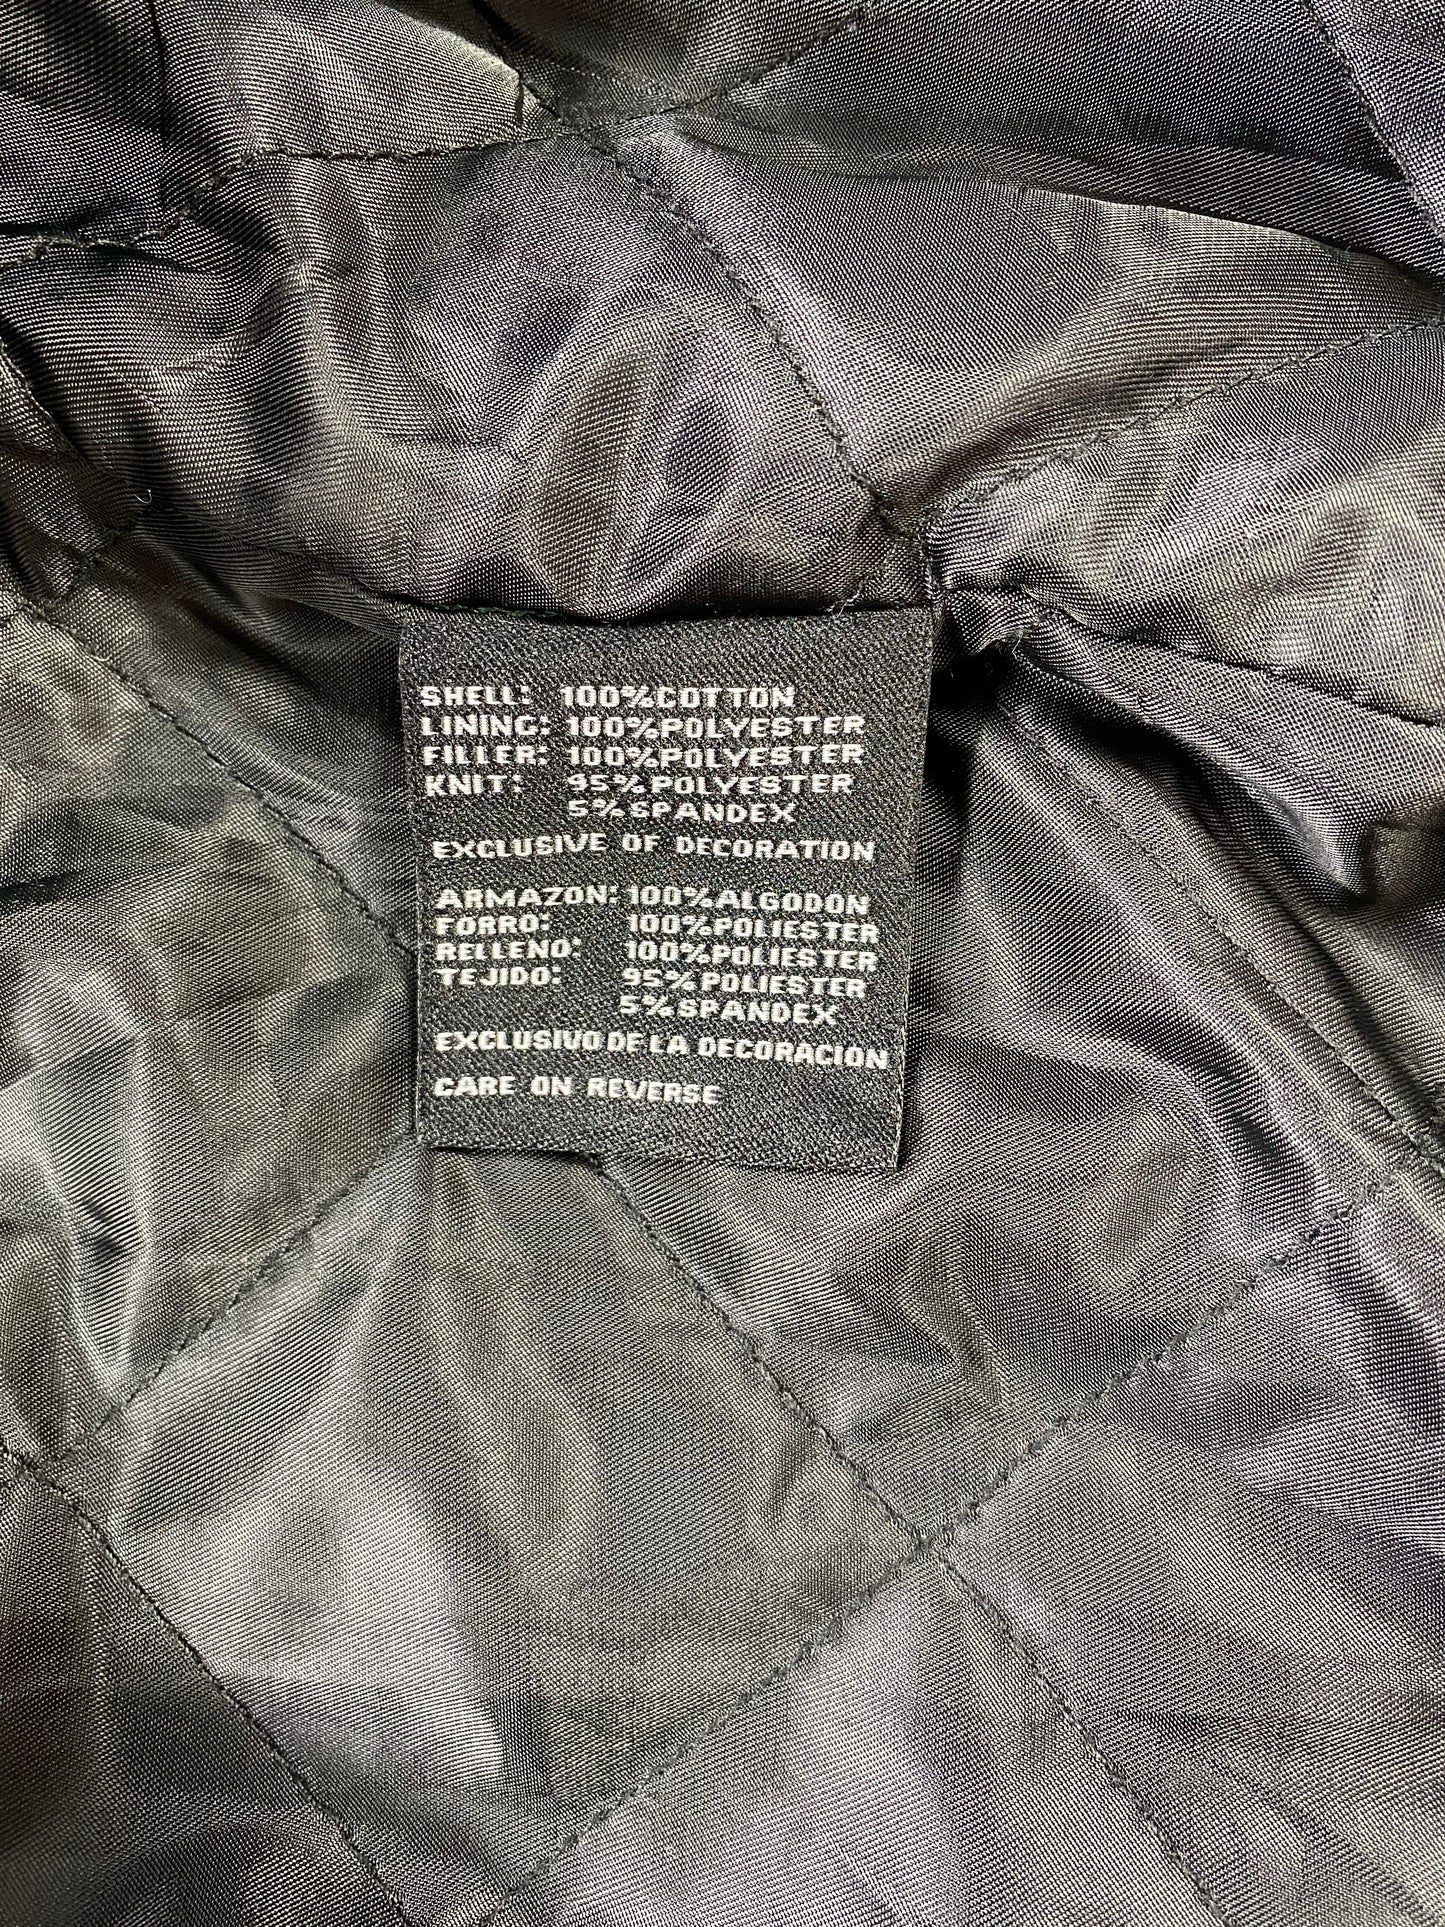 SHELL: 100%COTTON
LINING: 100%POLYESTER
FILLER: 100%POLYESTER
KNIT: 95%POLYESTER
5%SPANDEX
EXCLUSIVE OF DECORATION
ARMAZON: 100%ALGODON
FORRO: 100%POLIESTER
RELLENO: 100%POLIESTER
TEJIDO: 95%POLIESTER
5%SPANDEX
EXCLUSIVO DE LA DECORACION
CARE ON REVERSE